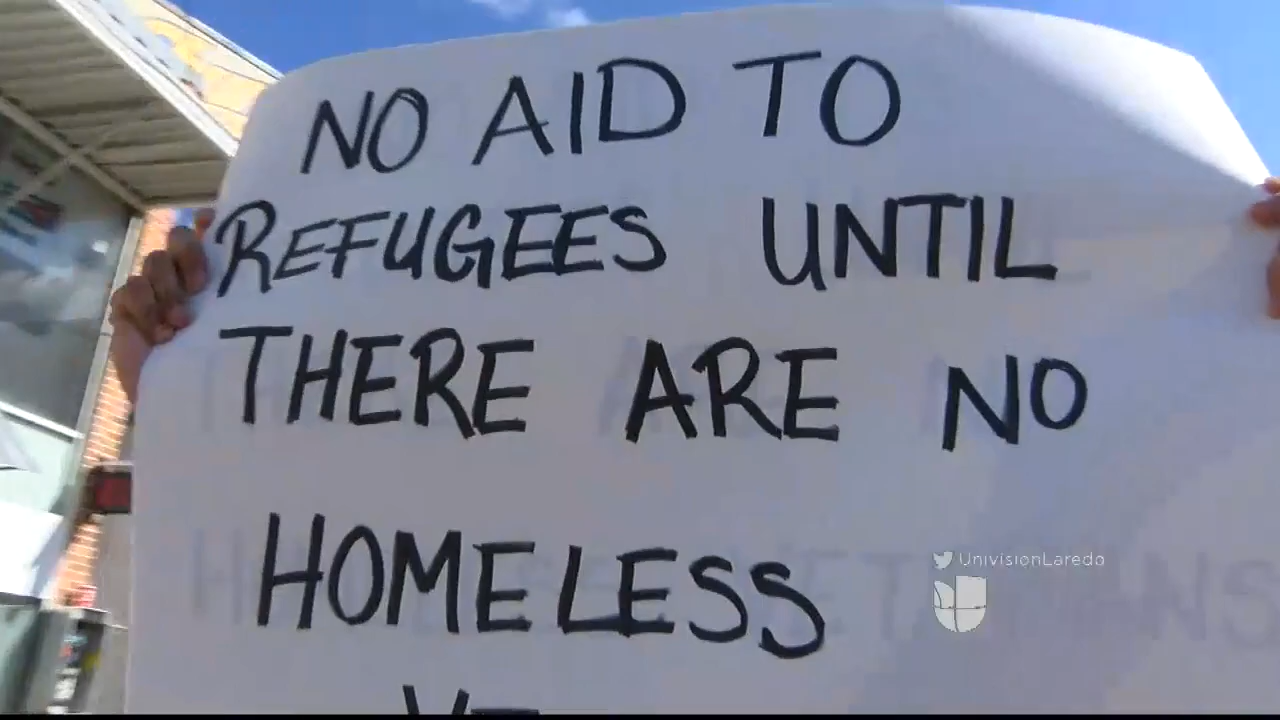 NO AID TO
REFUGEES UNTIL
THERE ARE NO
HOMELESS
UnivisionLaredo